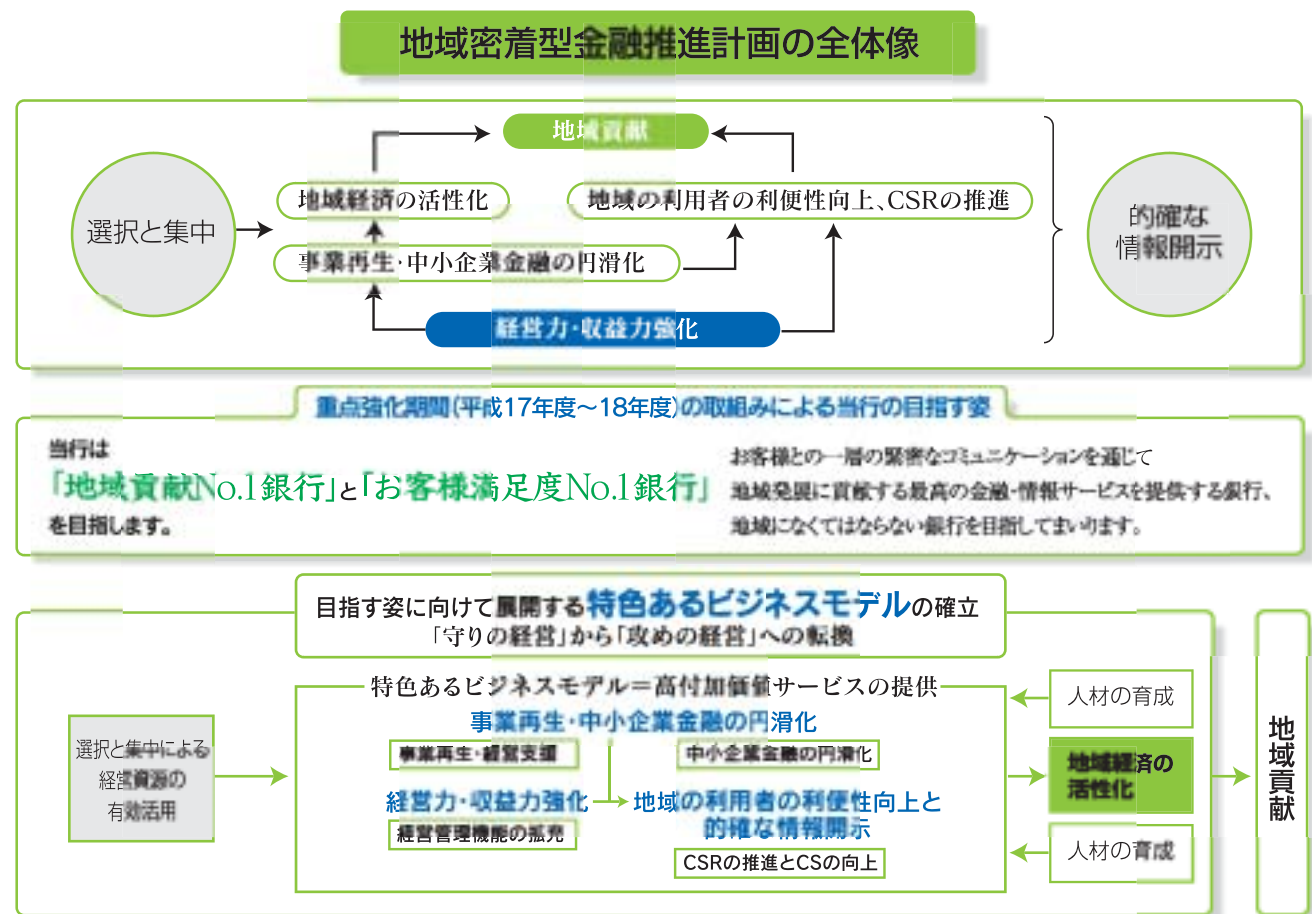 地域密着型金融推進計画の全体像
地域貢献
地域経済の活性化
地域の利用者の利便性向上、CSRの推進
選択と集中
的確な
情報開示
事業再生・中小企業金融の円滑化
経営力・収益力強化
重点強化期間(平成17年度～18年度)の取組みによる当行の目指す姿
当行は
「地域貢献No.1銀行」と「お客様満足度No.1銀行」
を目指します。
お客様との一層の緊密なコミュニケーションを通じて
地域発展に貢献する最高の金融・情報サービスを提供する銀行、
地域になくてはならない銀行を目指してまいります。
目指す姿に向けて展開する特色あるビジネスモデルの確立
「守りの経営」から「攻めの経営」への転換
特色あるビジネスモデル＝高付加価値サービスの提供
事業再生・中小企業金融の円滑化
事業再生・経営支援
中小企業金融の円滑化
経営力・収益力強化
経営管理機能の拡充
地域の利用者の利便性向上と
的確な情報開示
CSRの推進とCSの向上
選択と集中による
経営資源の
有効活用
人材の育成
地域経済の
活性化
人材の育成
地域貢献